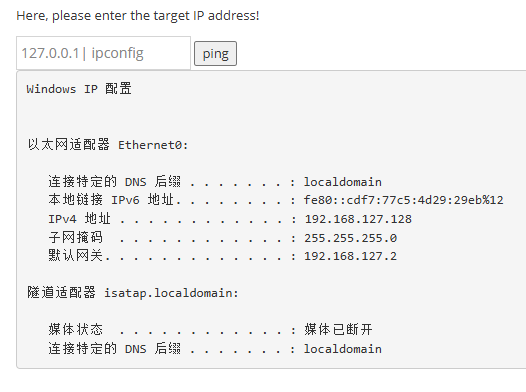 Here, please enter the target IP address!
127.0.0.1| ipconfig
ping
Windows IP 配置
以太网适配器 Ethernet0:
连接特定的 DNS 后缀 . . . . . . . : localdomain
本地链接 IPv6 地址. . . . . . . . : fe80::cdf7:77c5:4d29:29eb%12
IPv4 地址 . . . . . . . . . . . . : 192.168.127.128
子网掩码  . . . . . . . . . . . . : 255.255.255.0
默认网关. . . . . . . . . . . . . : 192.168.127.2
隧道适配器 isatap.localdomain:
媒体状态  . . . . . . . . . . . . : 媒体已断开
连接特定的 DNS 后缀 . . . . . . . : localdomain